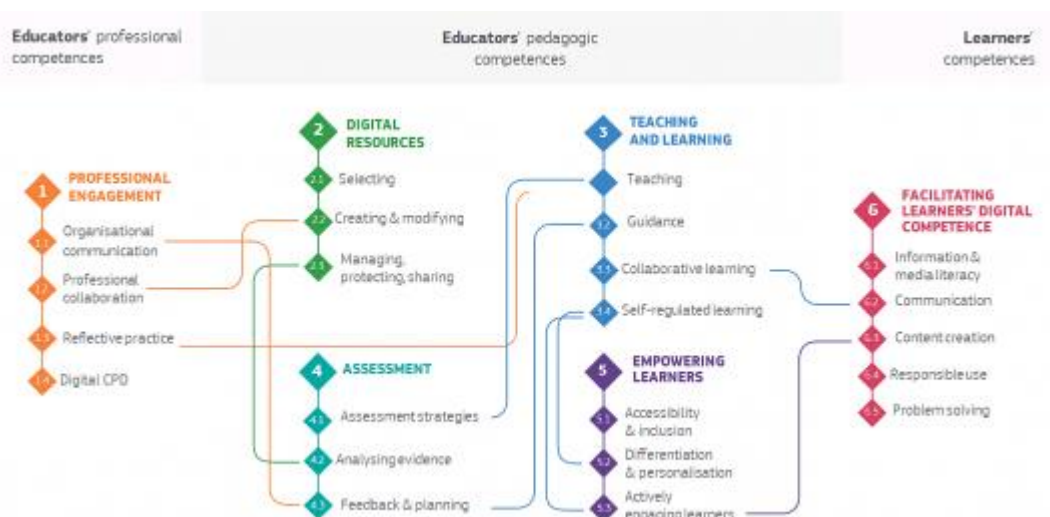 Educators' professional
competences
Educators' pedagogic
competences
Learners'
competences
1
PROFESSIONAL
ENGAGEMENT
1.1
Organisational
communication
1.2
Professional
collaboration
1.3
Reflective practice
1.4
Digital CPD
2
DIGITAL
RESOURCES
2.1
Selecting
2.2
Creating & modifying
2.3
Managing,
protecting, sharing
3
TEACHING
AND LEARNING
Teaching
3.2
Guidance
3.3
Collaborative learning
3.4
Self-regulated learning
4
ASSESSMENT
4.1
Assessment strategies
4.2
Analysing evidence
4.3
Feedback & planning
5
EMPOWERING
LEARNERS
5.1
Accessibility
& inclusion
5.2
Differentiation
& personalisation
5.3
Actively
engaging learners
6
FACILITATING
LEARNERS' DIGITAL
COMPETENCE
6.1
Information &
media literacy
6.2
Communication
6.3
Content creation
6.4
Responsible use
6.5
Problem solving